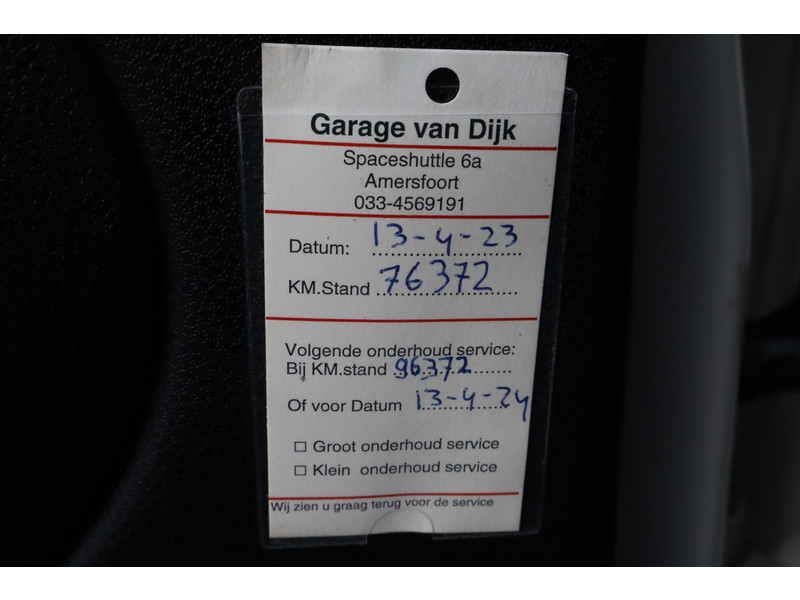 Garage van Dijk
Spaceshuttle 6a
Amersfoort
033-4569191
Datum: 13-4-23
KM.Stand 76372
Volgende onderhoud service:
Bij KM.stand 96372
Of voor Datum 13-4-24
Groot onderhoud service
Klein onderhoud service
Wij zien u graag terug voor de service